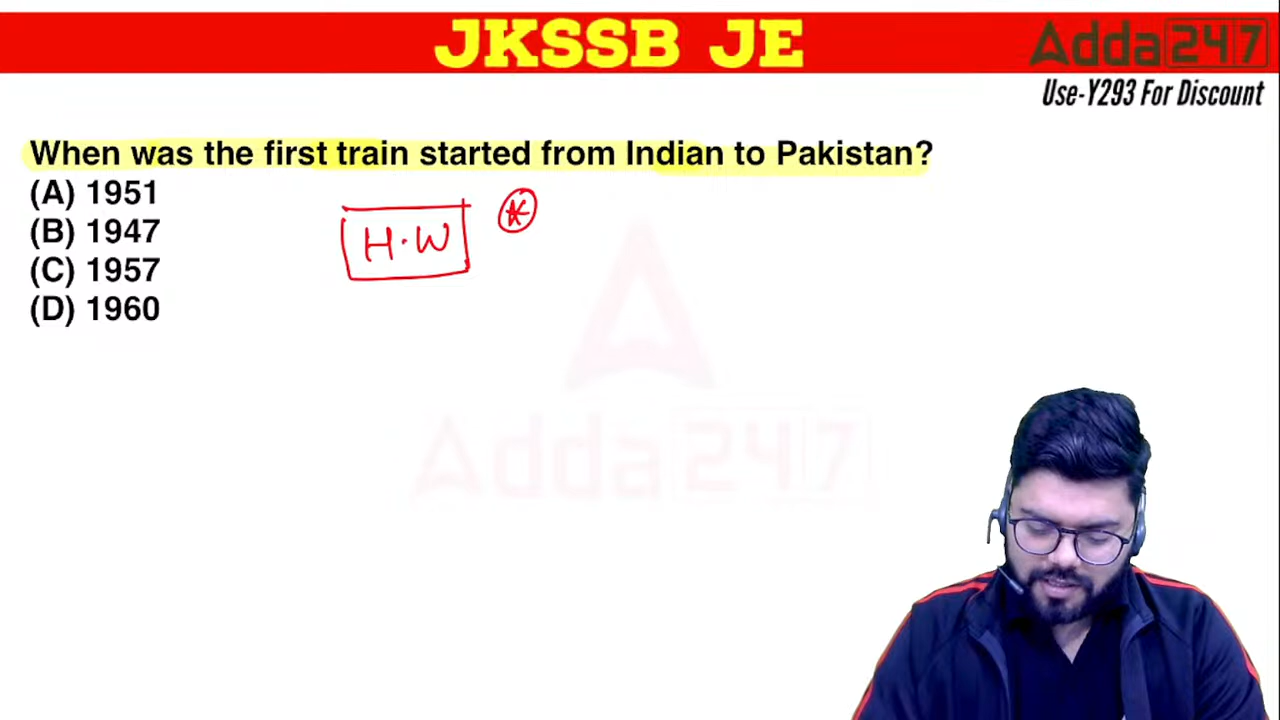 JKSSB JE
Adda247
Use-Y293 For Discount
When was the first train started from Indian to Pakistan?
(A) 1951
(B) 1947
(C) 1957
(D) 1960
H.W
Adda247